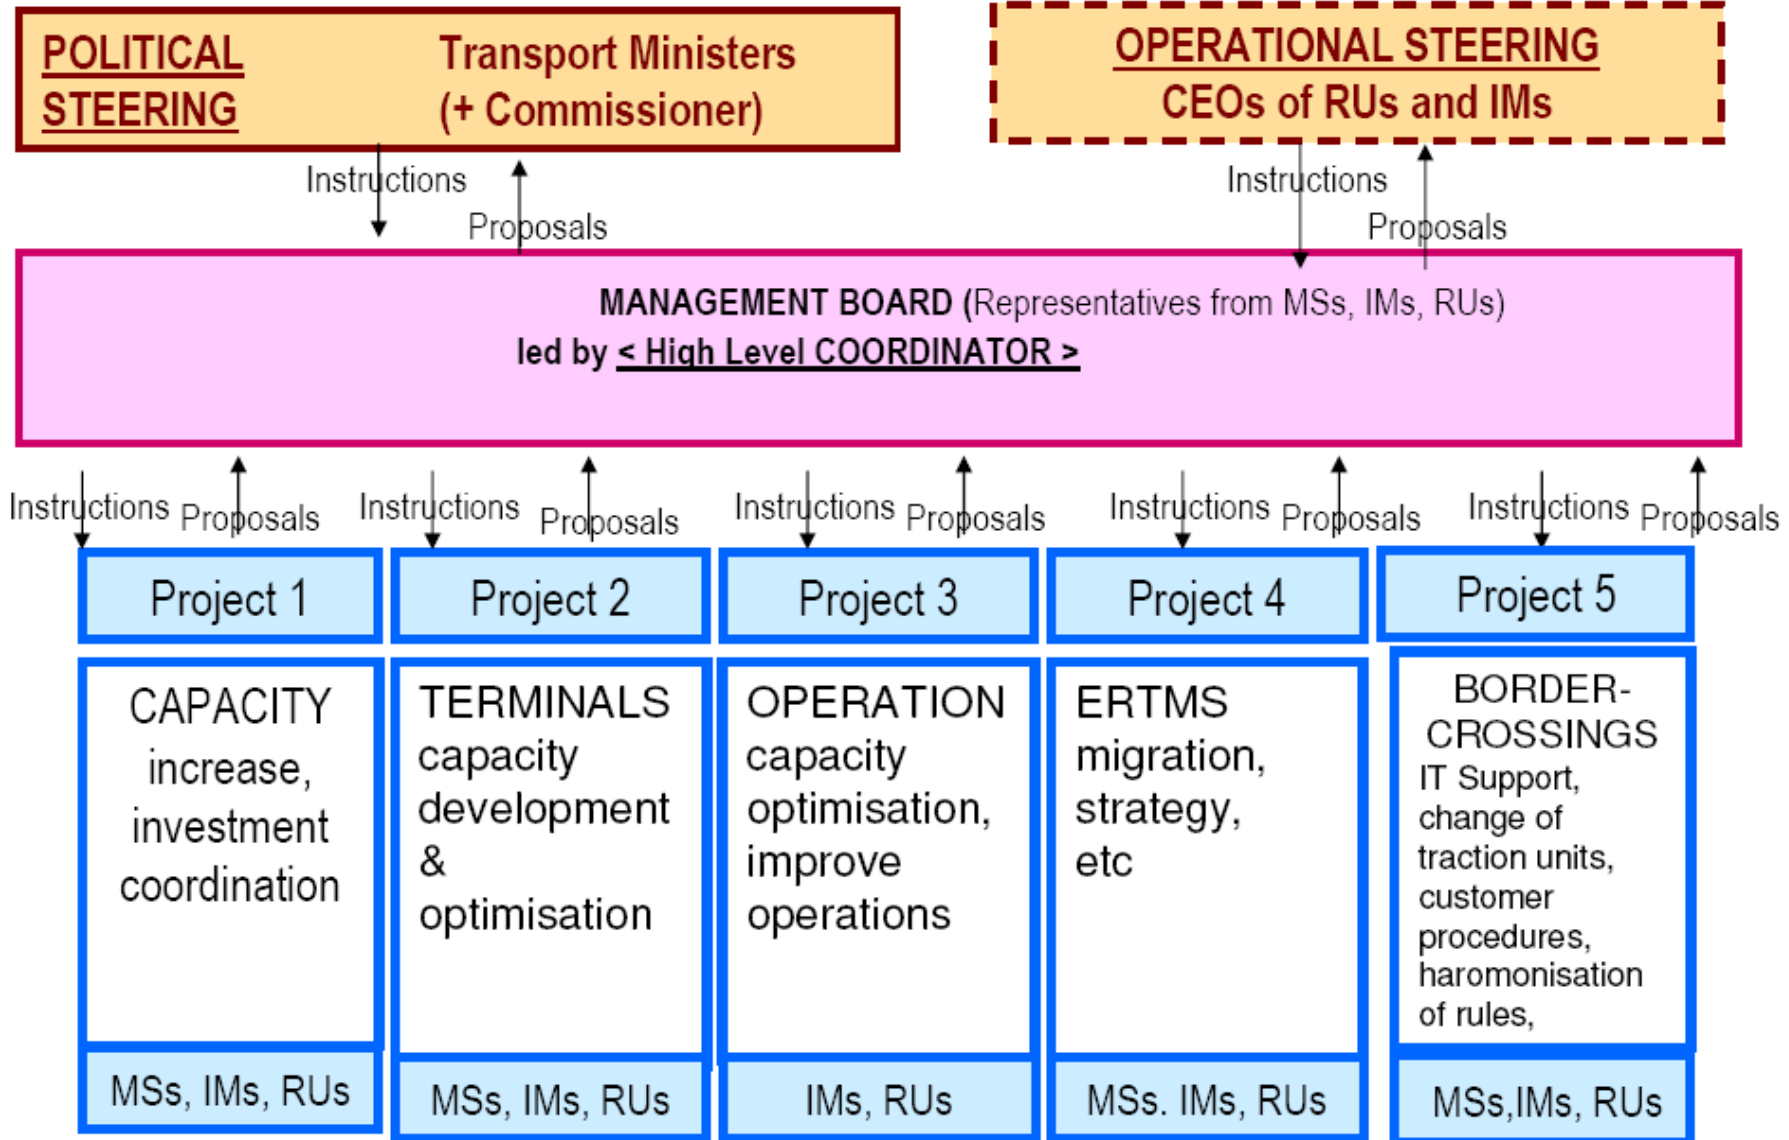 POLITICAL
STEERING
Transport Ministers
(+ Commissioner)
OPERATIONAL STEERING
CEOs of RUs and IMs
Instructions
Proposals
Instructions
Proposals
MANAGEMENT BOARD (Representatives from MSs, IMs, RUs)
led by < High Level COORDINATOR >
Instructions
Proposals
Instructions
Proposals
Instructions
Proposals
Instructions
Proposals
Instructions
Proposals
Project 1
CAPACITY
increase,
investment
coordination
MSs, IMs, RUs
Project 2
TERMINALS
capacity
development
&
optimisation
MSs, IMs, RUs
Project 3
OPERATION
capacity
optimisation,
improve
operations
IMs, RUs
Project 4
ERTMS
migration,
strategy,
etc
MSs. IMs, RUs
Project 5
BORDER-
CROSSINGS
IT Support,
change of
traction units,
customer
procedures,
haromonisation
of rules,
MSs,IMs, RUs